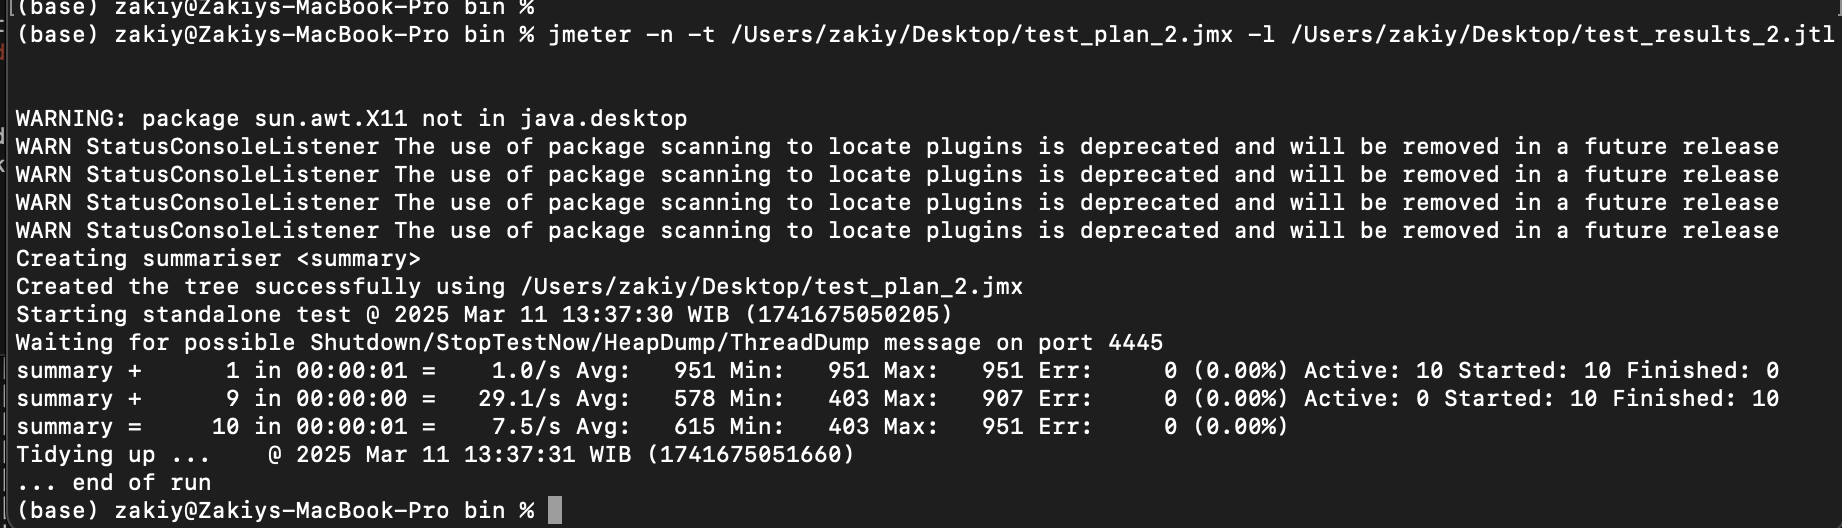 (base) zakiy@Zakiys-MacBook-Pro bin %
(base) zakiy@Zakiys-MacBook-Pro bin % jmeter -n -t /Users/zakiy/Desktop/test_plan_2.jmx -l /Users/zakiy/Desktop/test_results_2.jtl
WARNING: package sun.awt.X11 not in java.desktop
WARN StatusConsoleListener The use of package scanning to locate plugins is deprecated and will be removed in a future release
WARN StatusConsoleListener The use of package scanning to locate plugins is deprecated and will be removed in a future release
WARN StatusConsoleListener The use of package scanning to locate plugins is deprecated and will be removed in a future release
WARN StatusConsoleListener The use of package scanning to locate plugins is deprecated and will be removed in a future release
Creating summariser <summary>
Created the tree successfully using /Users/zakiy/Desktop/test_plan_2.jmx
Starting standalone test @ 2025 Mar 11 13:37:30 WIB (1741675050205)
Waiting for possible Shutdown/StopTestNow/HeapDump/ThreadDump message on port 4445
summary +      1 in 00:00:01 =    1.0/s Avg:   951 Min:   951 Max:   951 Err:     0 (0.00%) Active: 10 Started: 10 Finished: 0
summary +      9 in 00:00:00 =   29.1/s Avg:   578 Min:   403 Max:   907 Err:     0 (0.00%) Active: 0 Started: 10 Finished: 10
summary =     10 in 00:00:01 =    7.5/s Avg:   615 Min:   403 Max:   951 Err:     0 (0.00%)
Tidying up ...    @ 2025 Mar 11 13:37:31 WIB (1741675051660)
... end of run
(base) zakiy@Zakiys-MacBook-Pro bin %